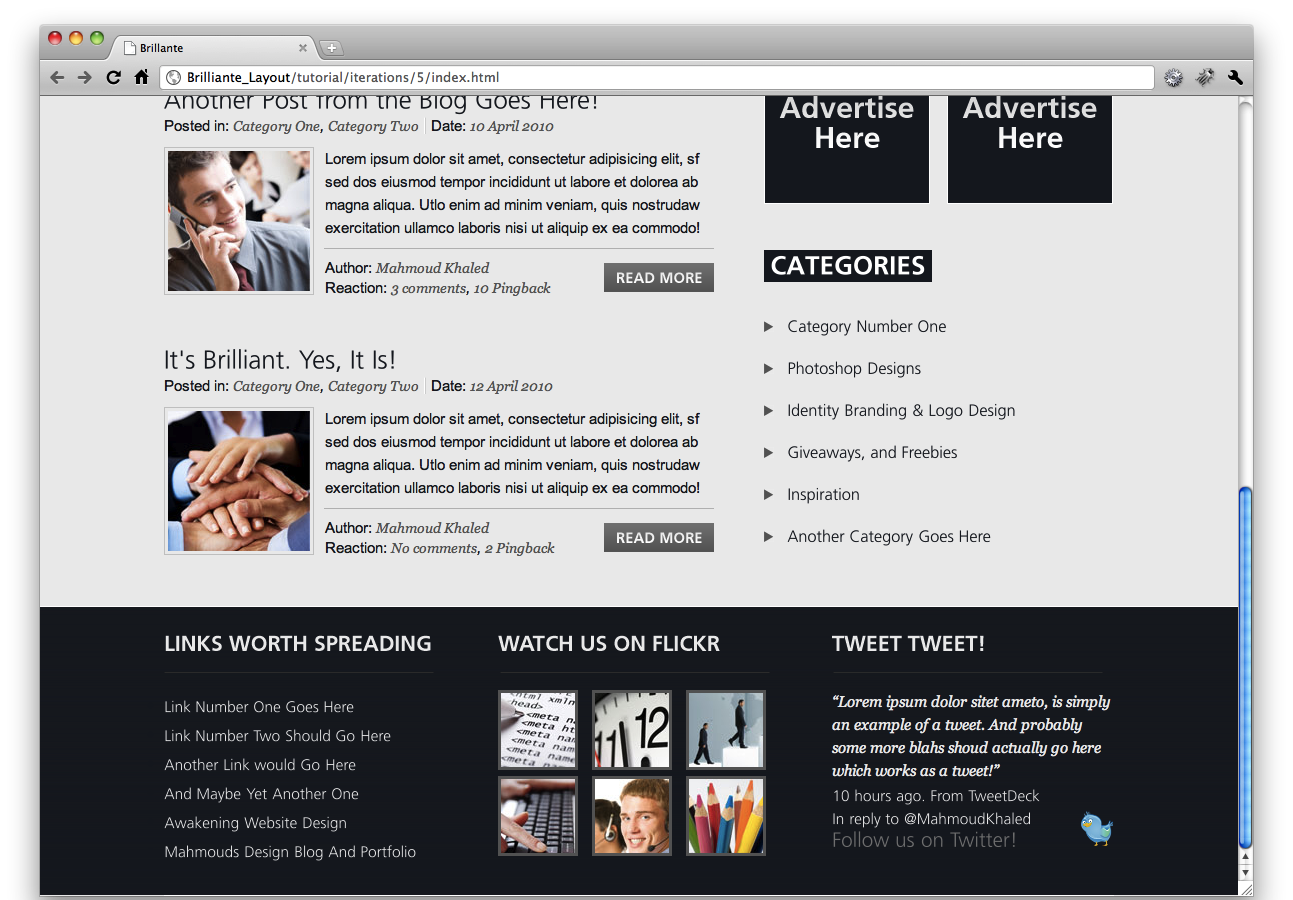 Brillante
Brilliante_Layout/tutorial/iterations/5/index.html
Another Post from the Blog Goes Here!
Posted in: Category One, Category Two Date: 10 April 2010
Lorem ipsum dolor sit amet, consectetur adipisicing elit, sf
sed dos eiusmod tempor incididunt ut labore et dolorea ab
magna aliqua. Utlo enim ad minim veniam, quis nostrudaw
exercitation ullamco laboris nisi ut aliquip ex ea commodo!
Author: Mahmoud Khaled
Reaction: 3 comments, 10 Pingback
READ MORE
It's Brilliant. Yes, It Is!
Posted in: Category One, Category Two Date: 12 April 2010
Lorem ipsum dolor sit amet, consectetur adipisicing elit, sf
sed dos eiusmod tempor incididunt ut labore et dolorea ab
magna aliqua. Utlo enim ad minim veniam, quis nostrudaw
exercitation ullamco laboris nisi ut aliquip ex ea commodo!
Author: Mahmoud Khaled
Reaction: No comments, 2 Pingback
READ MORE
Advertise
Here
Advertise
Here
CATEGORIES
Category Number One
Photoshop Designs
Identity Branding & Logo Design
Giveaways, and Freebies
Inspiration
Another Category Goes Here
LINKS WORTH SPREADING
Link Number One Goes Here
Link Number Two Should Go Here
Another Link would Go Here
And Maybe Yet Another One
Awakening Website Design
Mahmouds Design Blog And Portfolio
WATCH US ON FLICKR
<html xmln
head>
<meta n
<meta ht
<meta nam
<meta nam
<meta
12
TWEET TWEET!
“Lorem ipsum dolor sitet ameto, is simply
an example of a tweet. And probably
some more blahs shoud actually go here
which works as a tweet!”
10 hours ago. From TweetDeck
In reply to @MahmoudKhaled
Follow us on Twitter!